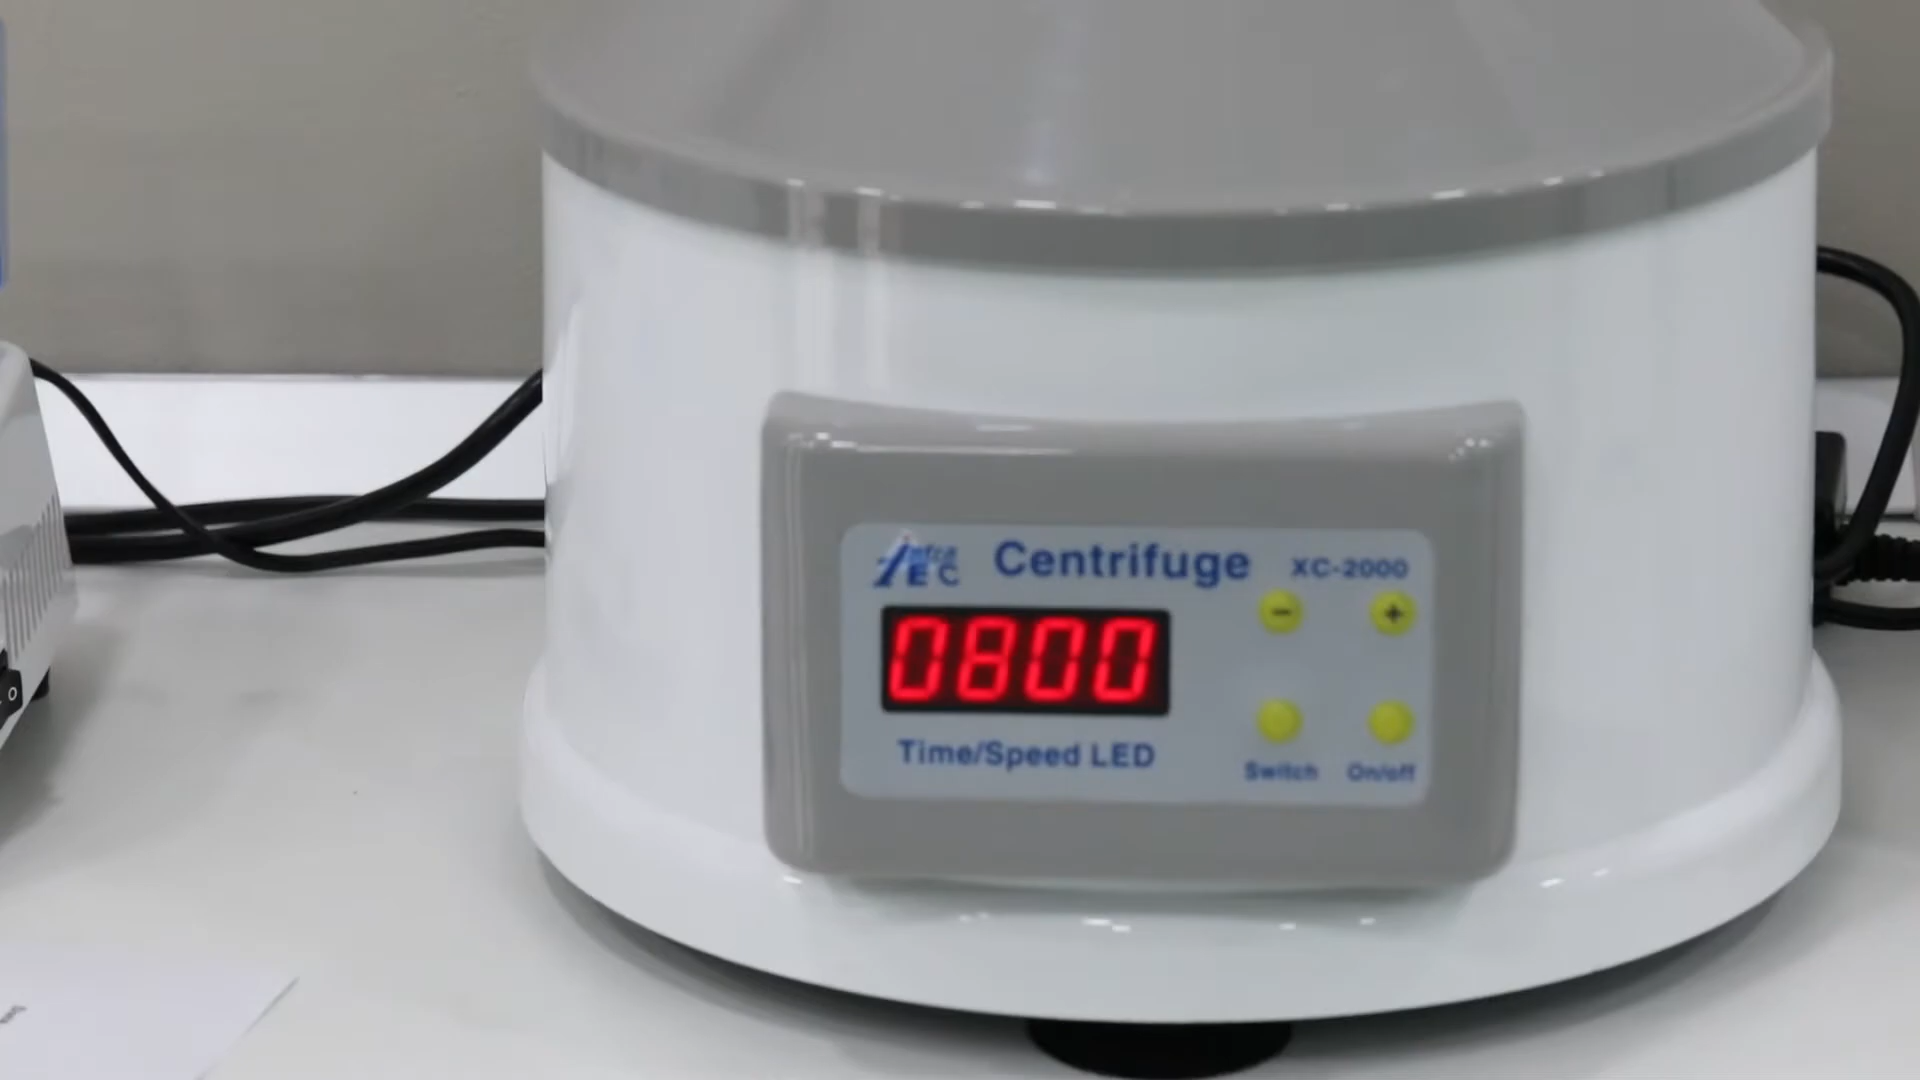 Centrifuge XC-2000
− +
0800
Time/Speed LED
Switch On/off